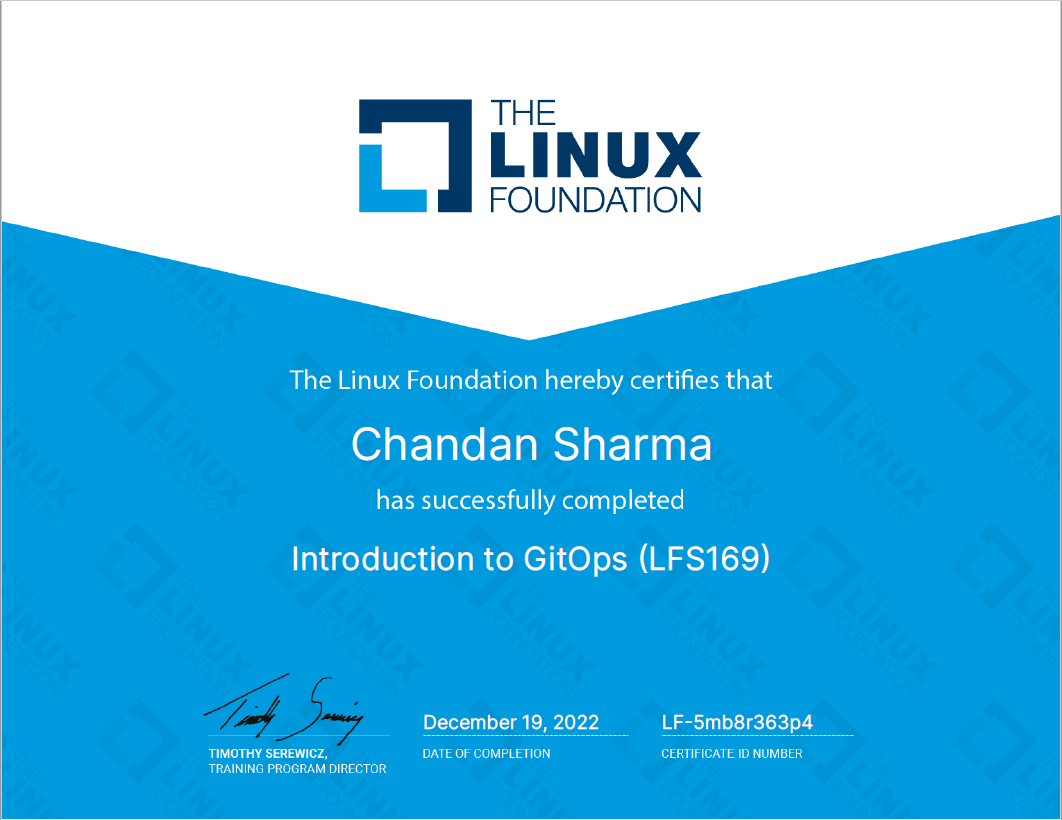 THE
LINUX
FOUNDATION
The Linux Foundation hereby certifies that
Chandan Sharma
has successfully completed
Introduction to GitOps (LFS169)
Timothy Serewicz
December 19, 2022
LF-5mb8r363p4
TIMOTHY SEREWICZ,
TRAINING PROGRAM DIRECTOR
DATE OF COMPLETION
CERTIFICATE ID NUMBER